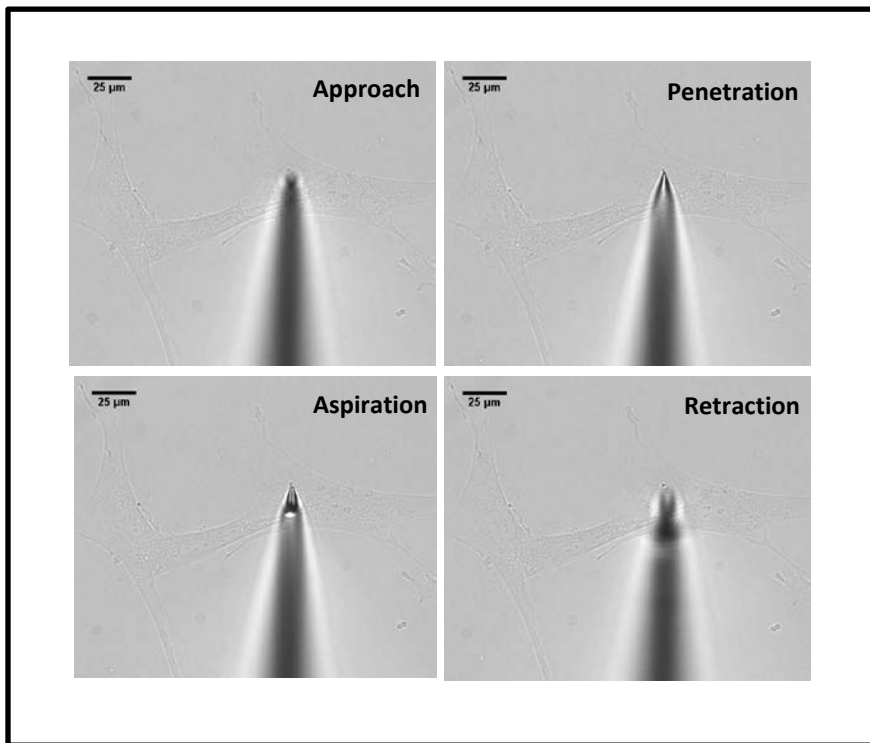 25 µm
Approach
25 µm
Penetration
25 µm
Aspiration
25 µm
Retraction